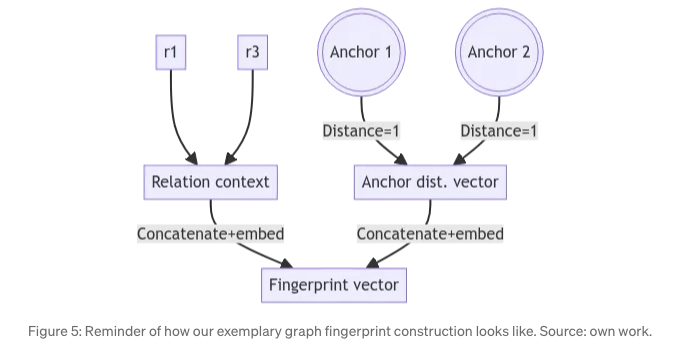 r1
r3
Anchor 1
Anchor 2
Distance=1
Distance=1
Relation context
Anchor dist. vector
Concatenate+embed
Concatenate+embed
Fingerprint vector
Figure 5: Reminder of how our exemplary graph fingerprint construction looks like. Source: own work.